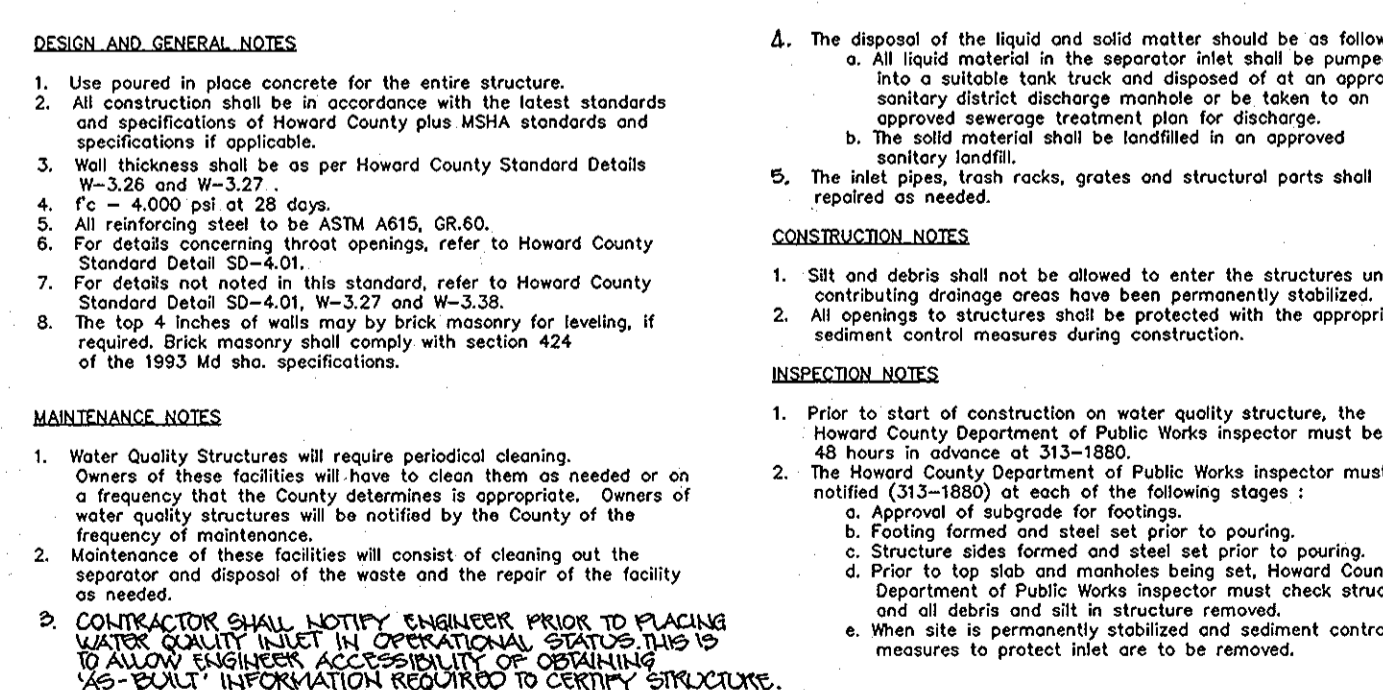 DESIGN AND GENERAL NOTES
1. Use poured in place concrete for the entire structure.
2. All construction shall be in accordance with the latest standards
and specifications of Howard County plus MSHA standards and
specifications if applicable.
3. Wall thickness shall be as per Howard County Standard Details
W-3.26 and W-3.27.
4. f'c - 4.000 psi at 28 days.
5. All reinforcing steel to be ASTM A615, GR.60.
6. For details concerning throat openings, refer to Howard County
Standard Detail SD-4.01.
7. For details not noted in this standard, refer to Howard County
Standard Detail SD-4.01, W-3.27 and W-3.38.
8. The top 4 inches of walls may by brick masonry for leveling, if
required. Brick masonry shall comply with section 424
of the 1993 Md sha. specifications.
MAINTENANCE NOTES
1. Water Quality Structures will require periodical cleaning.
Owners of these facilities will have to clean them as needed or on
a frequency that the County determines is appropriate. Owners of
water quality structures will be notified by the County of the
frequency of maintenance.
2. Maintenance of these facilities will consist of cleaning out the
separator and disposal of the waste and the repair of the facility
as needed.
3. CONTRACTOR SHALL NOTIFY ENGINEER PRIOR TO PLACING
WATER QUALITY INLET IN OPERATIONAL STATUS. THIS IS
TO ALLOW ENGINEER ACCESSIBILITY OF OBTAINING
'AS-BUILT' INFORMATION REQUIRED TO CERTIFY STRUCTURE.
4. The disposal of the liquid and solid matter should be as follow
a. All liquid material in the separator inlet shall be pumpe
into a suitable tank truck and disposed of at an appro
sanitary district discharge manhole or be taken to an
approved sewerage treatment plan for discharge.
b. The solid material shall be landfilled in an approved
sanitary landfill.
5. The inlet pipes, trash racks, grates and structural parts shall
repaired as needed.
CONSTRUCTION NOTES
1. Silt and debris shall not be allowed to enter the structures un
contributing drainage areas have been permanently stabilized.
2. All openings to structures shall be protected with the appropri
sediment control measures during construction.
INSPECTION NOTES
1. Prior to start of construction on water quality structure, the
Howard County Department of Public Works inspector must be
48 hours in advance at 313-1880.
2. The Howard County Department of Public Works inspector must
notified (313-1880) at each of the following stages :
a. Approval of subgrade for footings.
b. Footing formed and steel set prior to pouring.
c. Structure sides formed and steel set prior to pouring.
d. Prior to top slab and manholes being set, Howard Coun
Department of Public Works inspector must check struc
and all debris and silt in structure removed.
e. When site is permanently stabilized and sediment contro
measures to protect inlet are to be removed.